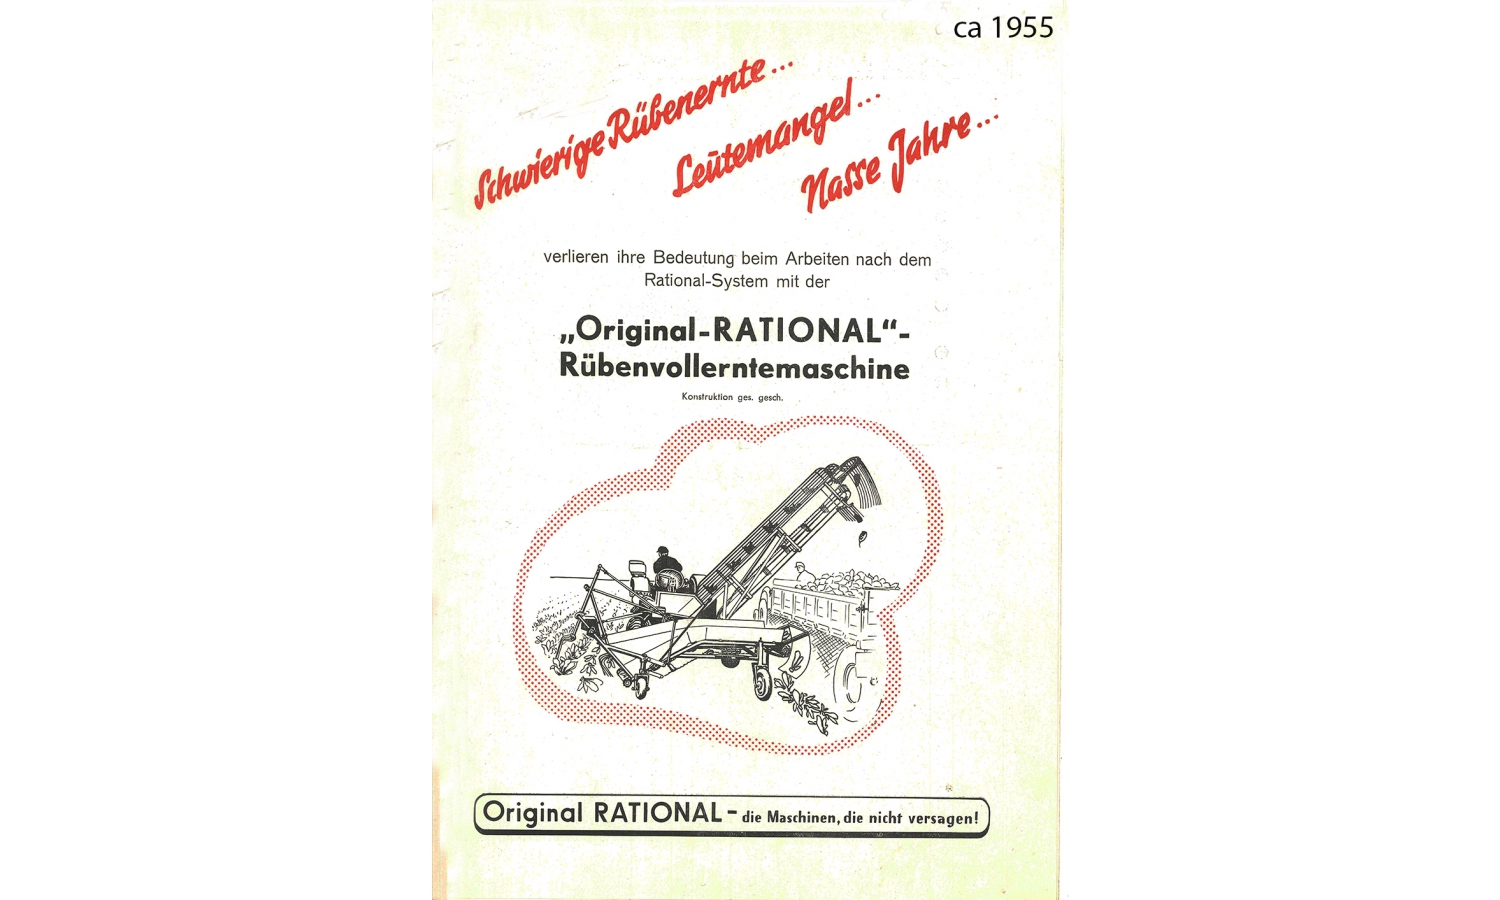 ca 1955
Schwierige Rübenernte...
Leutemangel...
Nasse Jahre...
verlieren ihre Bedeutung beim Arbeiten nach dem
Rational-System mit der
„Original-RATIONAL“-
Rübenvollerntemaschine
Konstruktion ges. gesch.
Original RATIONAL - die Maschinen, die nicht versagen!